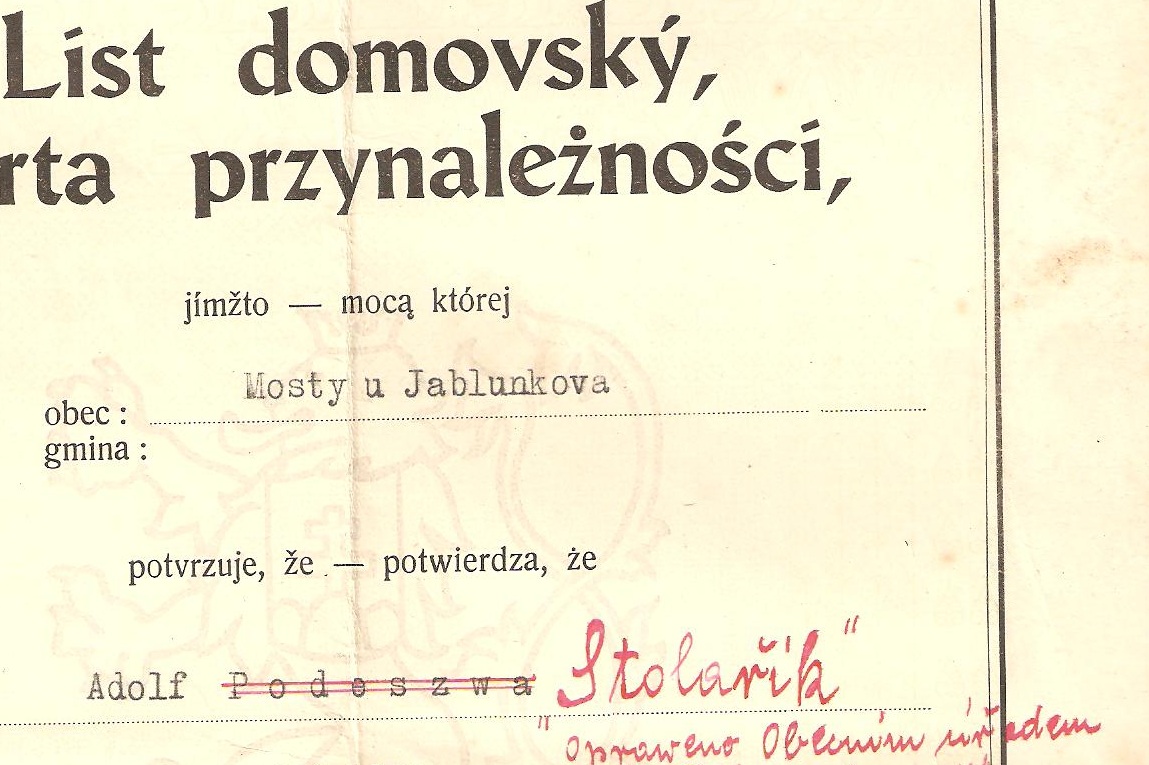 List domovský,
rta przynależności,
jímžto — mocą której
Mosty u Jablunkova
obec :
gmina :
potvrzuje, že — potwierdza, że
Adolf Podeszwa Stolařík"
"opraweno Obecním úřadem